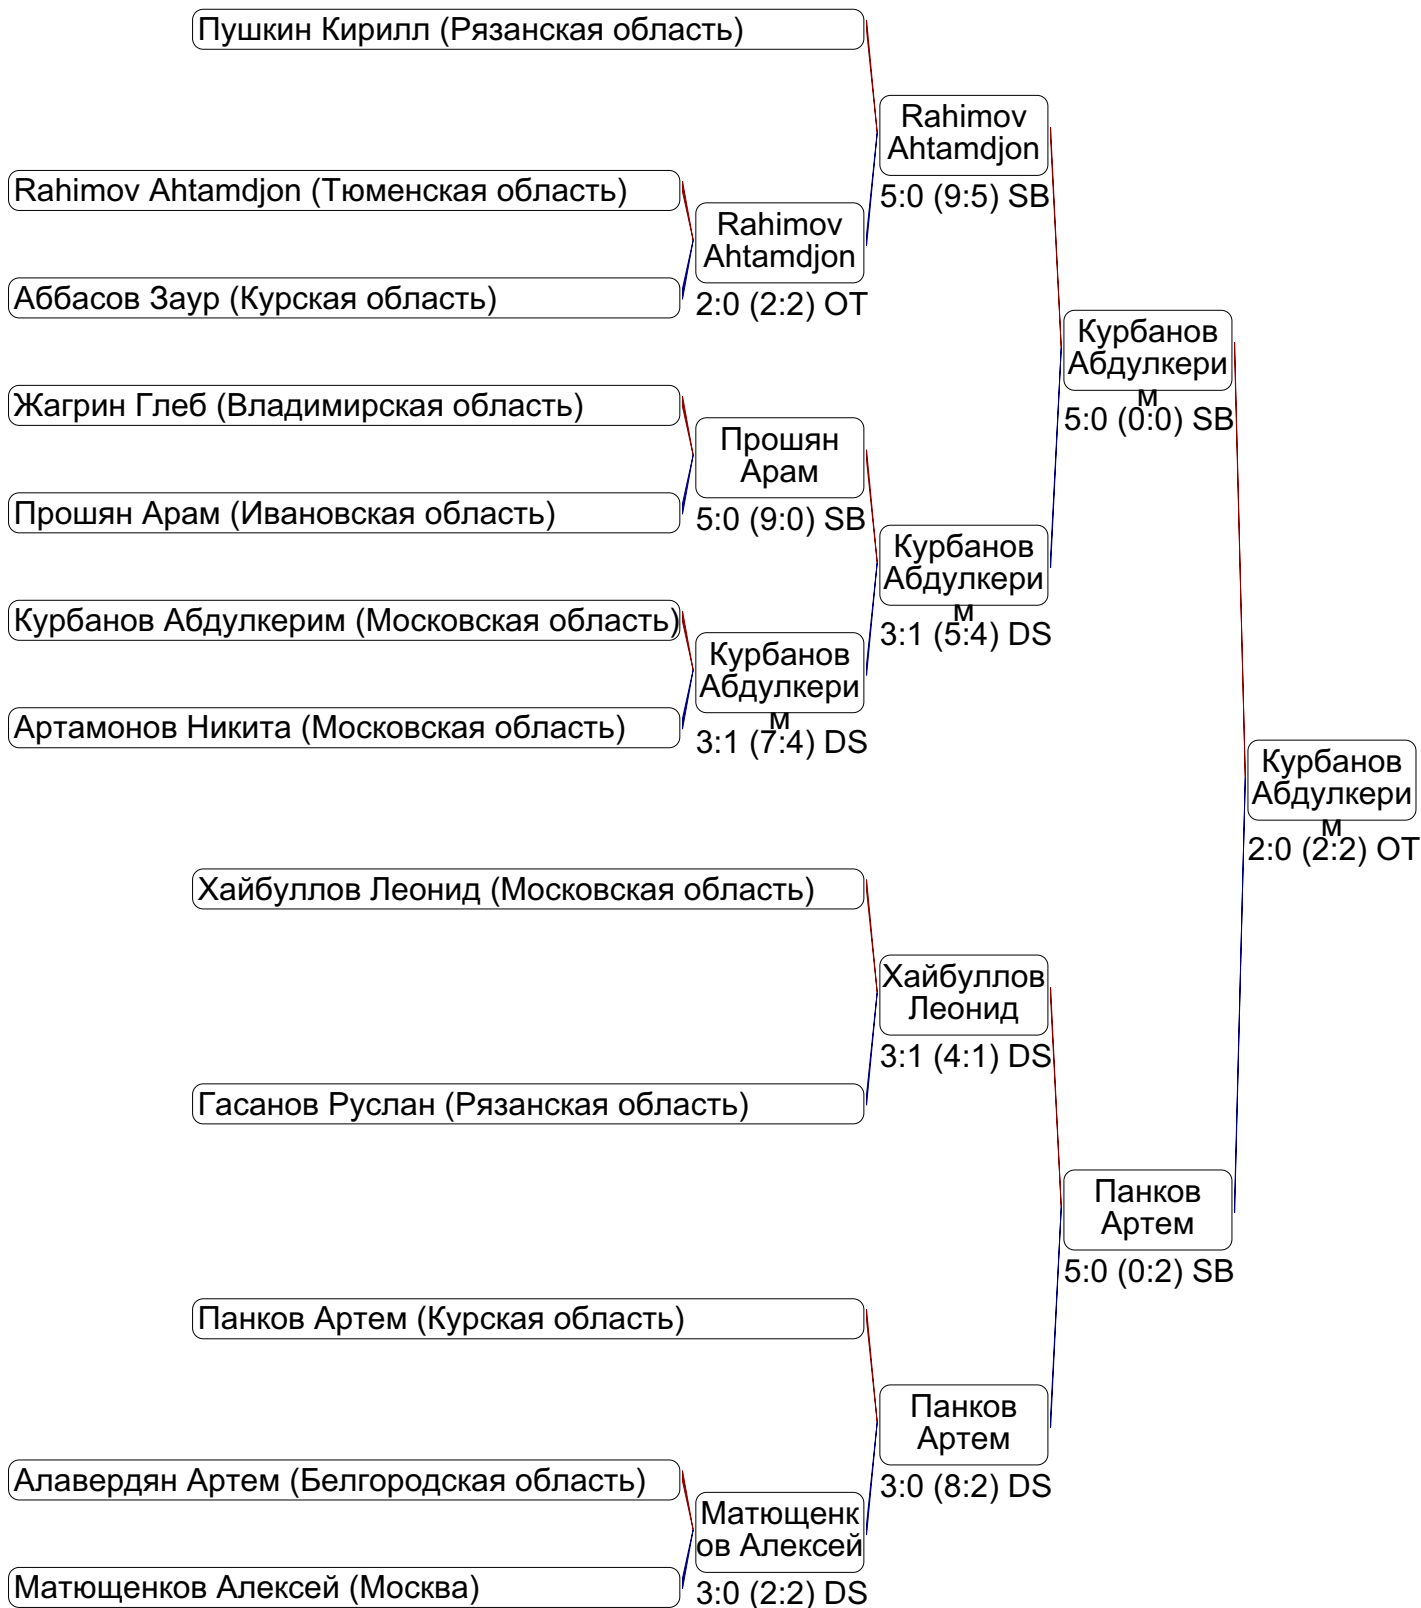 Пушкин Кирилл (Рязанская область)
Rahimov
Ahtamdjon
5:0 (9:5) SB
Rahimov Ahtamdjon (Тюменская область)
Rahimov
Ahtamdjon
2:0 (2:2) OT
Аббасов Заур (Курская область)
Курбанов
Абдулкери
м
5:0 (0:0) SB
Жагрин Глеб (Владимирская область)
Прошян
Арам
5:0 (9:0) SB
Прошян Арам (Ивановская область)
Курбанов
Абдулкери
м
3:1 (5:4) DS
Курбанов Абдулкерим (Московская область)
Курбанов
Абдулкери
м
3:1 (7:4) DS
Артамонов Никита (Московская область)
Курбанов
Абдулкери
м
2:0 (2:2) OT
Хайбуллов Леонид (Московская область)
Хайбуллов
Леонид
3:1 (4:1) DS
Гасанов Руслан (Рязанская область)
Панков
Артем
5:0 (0:2) SB
Панков Артем (Курская область)
Панков
Артем
3:0 (8:2) DS
Алавердян Артем (Белгородская область)
Матющенк
ов Алексей
3:0 (2:2) DS
Матющенков Алексей (Москва)